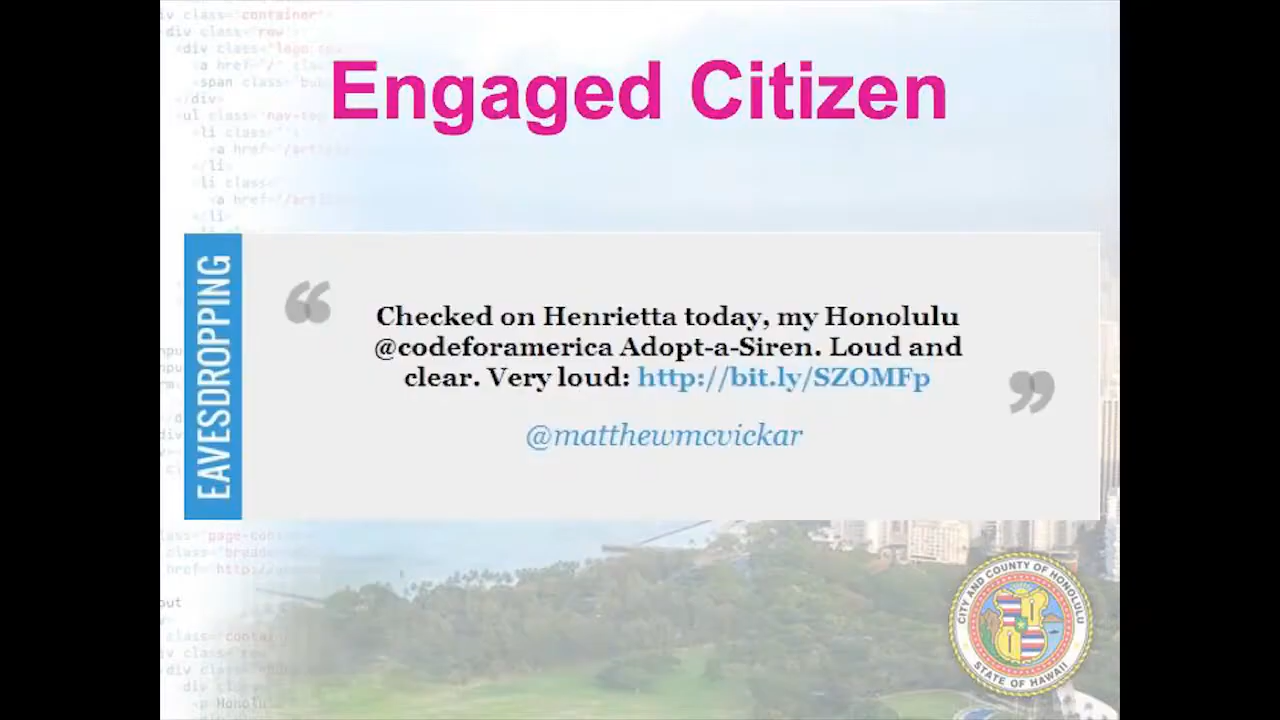 Engaged Citizen
EAVESDROPPING
“
Checked on Henrietta today, my Honolulu
@codeforamerica Adopt-a-Siren. Loud and
clear. Very loud: http://bit.ly/SZOMFp
”
@matthewmcvickar
CITY AND COUNTY OF HONOLULU
STATE OF HAWAII